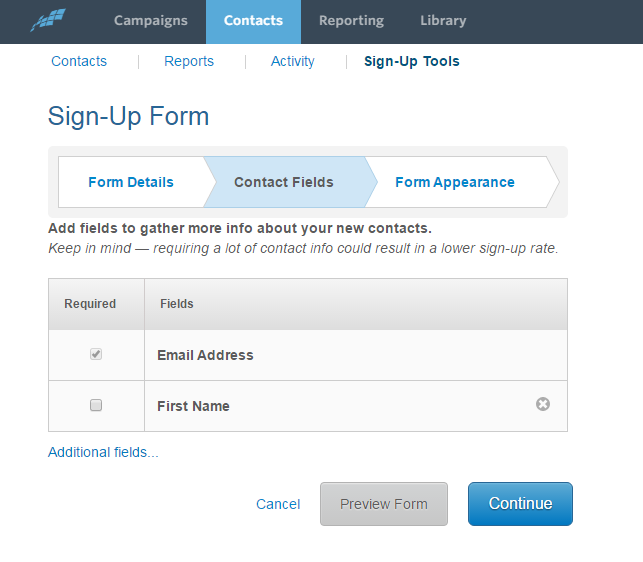 Campaigns Contacts Reporting Library
Contacts Reports Activity Sign-Up Tools
Sign-Up Form
Form Details Contact Fields Form Appearance
Add fields to gather more info about your new contacts.
Keep in mind — requiring a lot of contact info could result in a lower sign-up rate.
Required Fields
Email Address
First Name
Additional fields...
Cancel Preview Form Continue